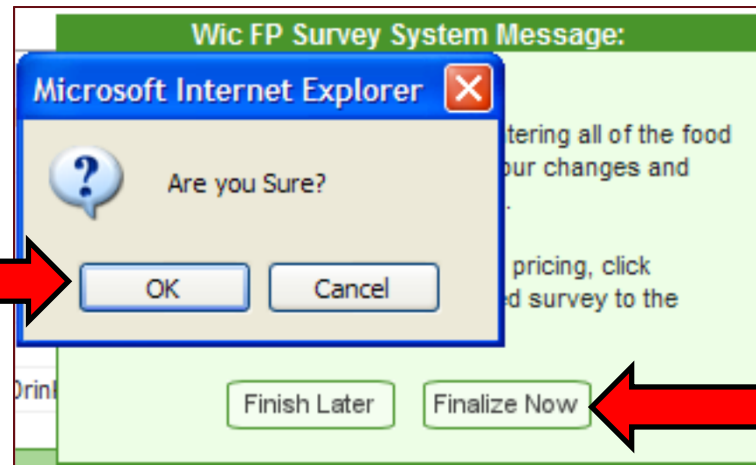 Wic FP Survey System Message:
Microsoft Internet Explorer
tering all of the food
our changes and
Are you Sure?
pricing, click
OK
Cancel
ed survey to the
Finish Later
Finalize Now